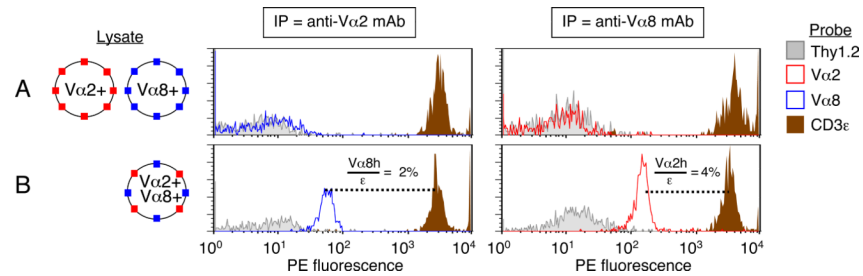 IP = anti-Vα2 mAb
IP = anti-Vα8 mAb
Lysate
Probe
Thy1.2
Vα2
Vα8
CD3ε
A
Vα2+
Vα8+
B
Vα2+
Vα8+
Vα8h
ε
= 2%
Vα2h
ε
= 4%
10⁰ 10¹ 10² 10³ 10⁴
10⁰ 10¹ 10² 10³ 10⁴
PE fluorescence
PE fluorescence